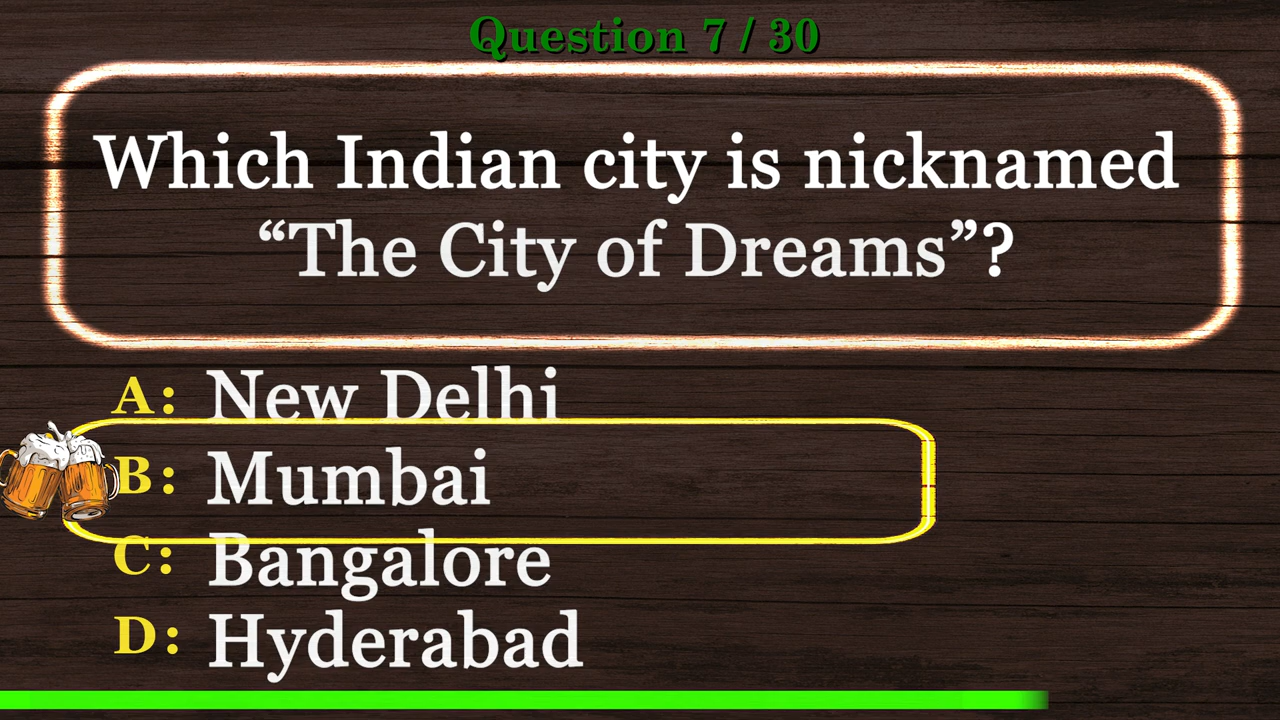 Question 7 / 30
Which Indian city is nicknamed
“The City of Dreams”?
A: New Delhi
B: Mumbai
C: Bangalore
D: Hyderabad